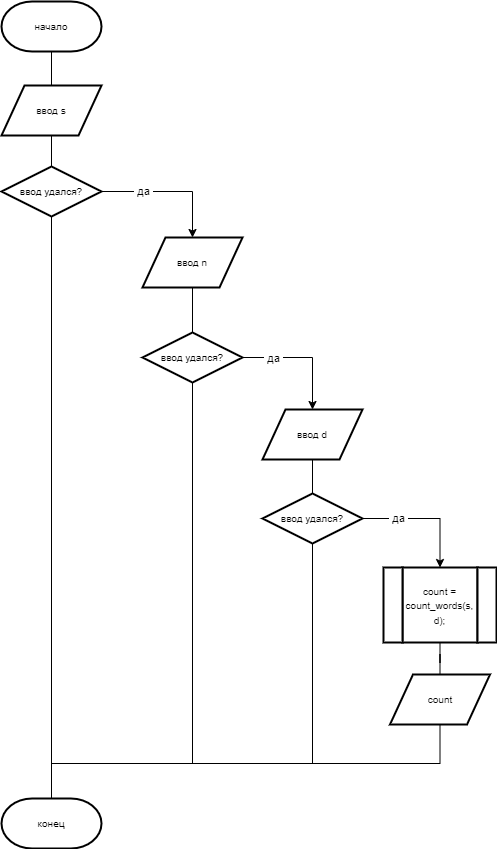 начало
ввод s
ввод удался?
да
ввод n
ввод удался?
да
ввод d
ввод удался?
да
count =
count_words(s,
d);
count
конец